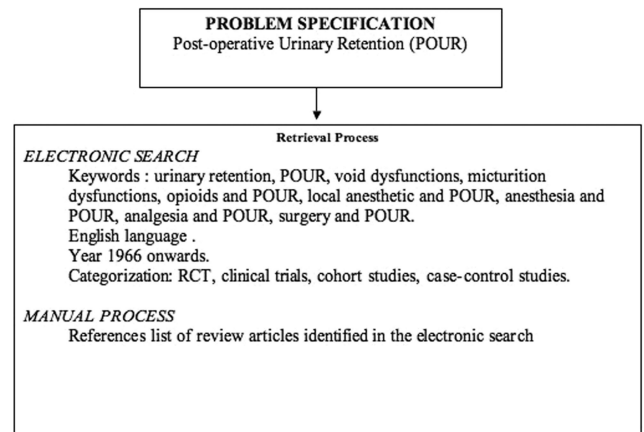 PROBLEM SPECIFICATION
Post-operative Urinary Retention (POUR)
Retrieval Process
ELECTRONIC SEARCH
Keywords : urinary retention, POUR, void dysfunctions, micturition
dysfunctions, opioids and POUR, local anesthetic and POUR, anesthesia and
POUR, analgesia and POUR, surgery and POUR.
English language .
Year 1966 onwards.
Categorization: RCT, clinical trials, cohort studies, case-control studies.
MANUAL PROCESS
References list of review articles identified in the electronic search